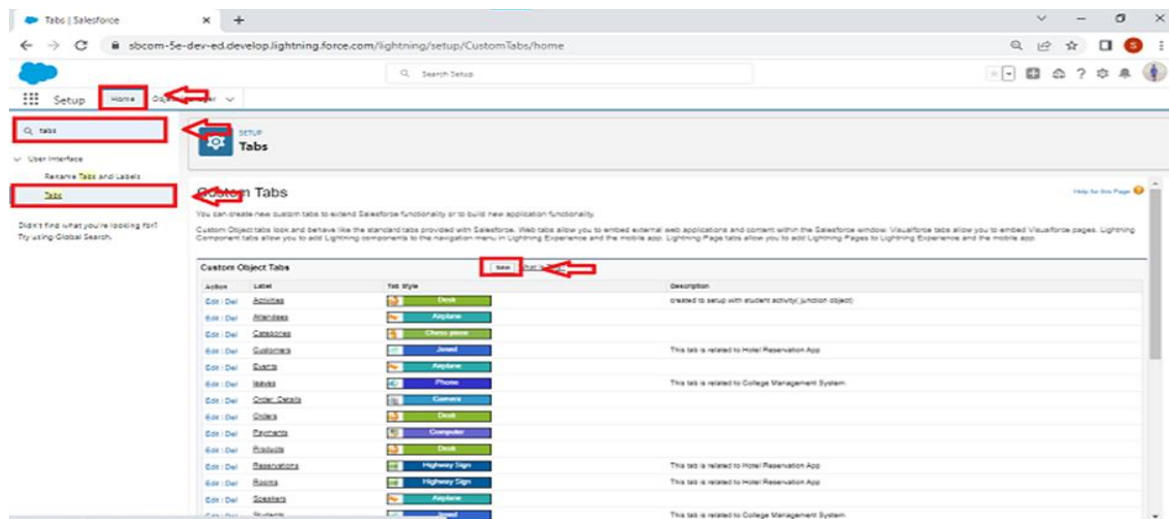 Tabs | Salesforce
sbcom-5e-dev-ed.develop.lightning.force.com/lightning/setup/CustomTabs/home
S
Search Setup
Setup Home Object Manager
tabs
User Interface
Rename Tabs and Labels
Tabs
Didn't find what you're looking for?
Try using Global Search.
SETUP
Tabs
Custom Tabs
Help for this Page
You can create new custom tabs to extend Salesforce functionality or to build new application functionality.
Custom Object tabs look and behave like the standard tabs provided with Salesforce. Web tabs allow you to embed external web applications and content within the Salesforce window. Visualforce tabs allow you to embed Visualforce pages. Lightning
Component tabs allow you to add Lightning components to the navigation menu in Lightning Experience and the mobile app. Lightning Page tabs allow you to add Lightning Pages to Lightning Experience and the mobile app.
Custom Object Tabs New What Is
Action Label Tab Style Description
Edit | Del Activities Desk created to setup with student activity( junction object)
Edit | Del Attendees Airplane
Edit | Del Categories Chess piece
Edit | Del Customers Jewel This tab is related to Hotel Reservation App
Edit | Del Events Airplane
Edit | Del leaves Phone This tab is related to College Management System
Edit | Del Order Details Camera
Edit | Del Orders Desk
Edit | Del Payments Computer
Edit | Del Products Desk
Edit | Del Reservations Highway Sign This tab is related to Hotel Reservation App
Edit | Del Rooms Highway Sign This tab is related to Hotel Reservation App
Edit | Del Speakers Airplane
Edit | Del Students Jewel This tab is related to College Management System